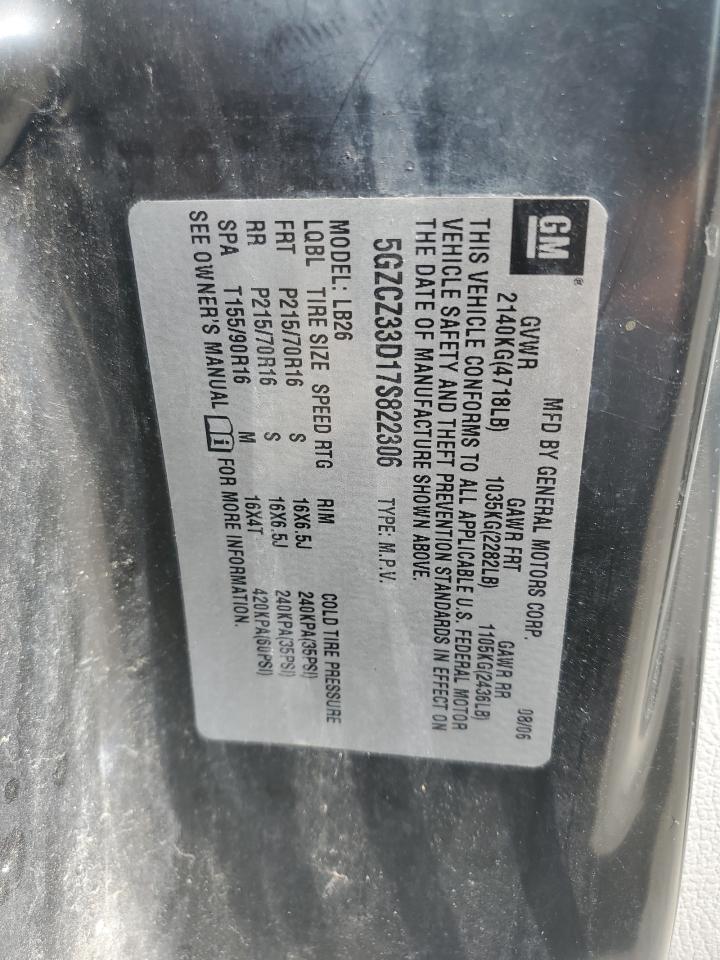 GM ®
MFD BY GENERAL MOTORS CORP. 08/06
GVWR GAWR FRT GAWR RR
2140KG(4718LB) 1035KG(2282LB) 1105KG(2436LB)
THIS VEHICLE CONFORMS TO ALL APPLICABLE U.S. FEDERAL MOTOR
VEHICLE SAFETY AND THEFT PREVENTION STANDARDS IN EFFECT ON
THE DATE OF MANUFACTURE SHOWN ABOVE.
5GZCZ33D17S822306 TYPE: M.P.V.
MODEL: LB26
LQBL TIRE SIZE SPEED RTG RIM COLD TIRE PRESSURE
FRT P215/70R16 S 16X6.5J 240KPA(35PSI)
RR P215/70R16 S 16X6.5J 240KPA(35PSI)
SPA T155/90R16 M 16X4T 420KPA(60PSI)
SEE OWNER'S MANUAL i FOR MORE INFORMATION.